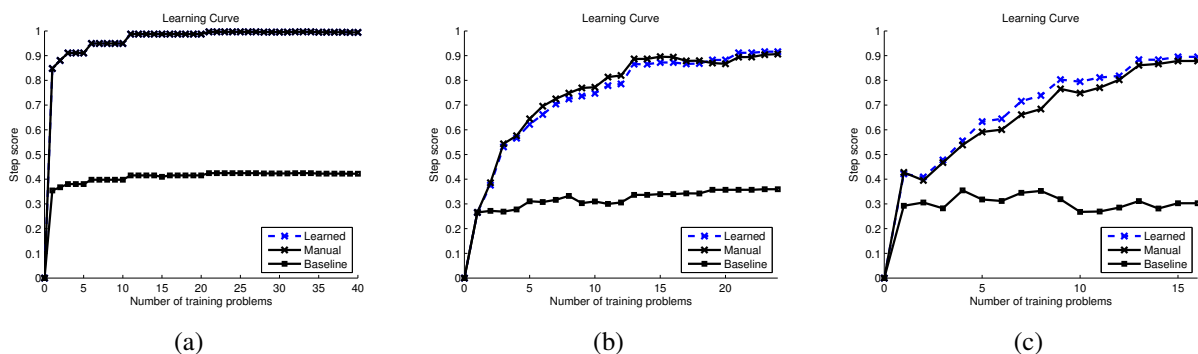 Learning Curve
1
0.9
0.8
0.7
0.6
0.5
0.4
0.3
0.2
0.1
0
Step score
0 5 10 15 20 25 30 35 40
Number of training problems
Learned
Manual
Baseline
(a)
Learning Curve
1
0.9
0.8
0.7
0.6
0.5
0.4
0.3
0.2
0.1
0
Step score
0 5 10 15 20
Number of training problems
Learned
Manual
Baseline
(b)
Learning Curve
1
0.9
0.8
0.7
0.6
0.5
0.4
0.3
0.2
0.1
0
Step score
0 5 10 15
Number of training problems
Learned
Manual
Baseline
(c)